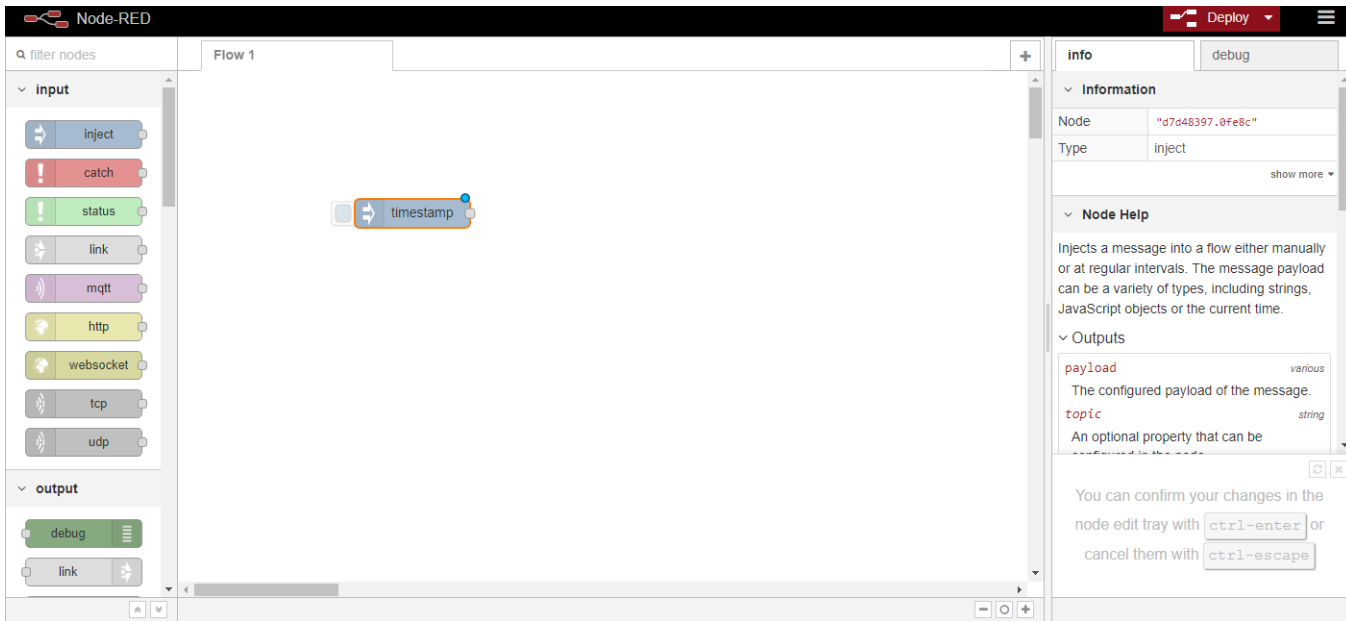 Node-RED
Deploy
filter nodes
input
inject
catch
status
link
mqtt
http
websocket
tcp
udp
output
debug
link
Flow 1
timestamp
info
debug
Information
Node "d7d48397.0fe8c"
Type inject
show more
Node Help
Injects a message into a flow either manually
or at regular intervals. The message payload
can be a variety of types, including strings,
JavaScript objects or the current time.
Outputs
payload various
The configured payload of the message.
topic string
An optional property that can be
configured in the node.
You can confirm your changes in the
node edit tray with ctrl-enter or
cancel them with ctrl-escape